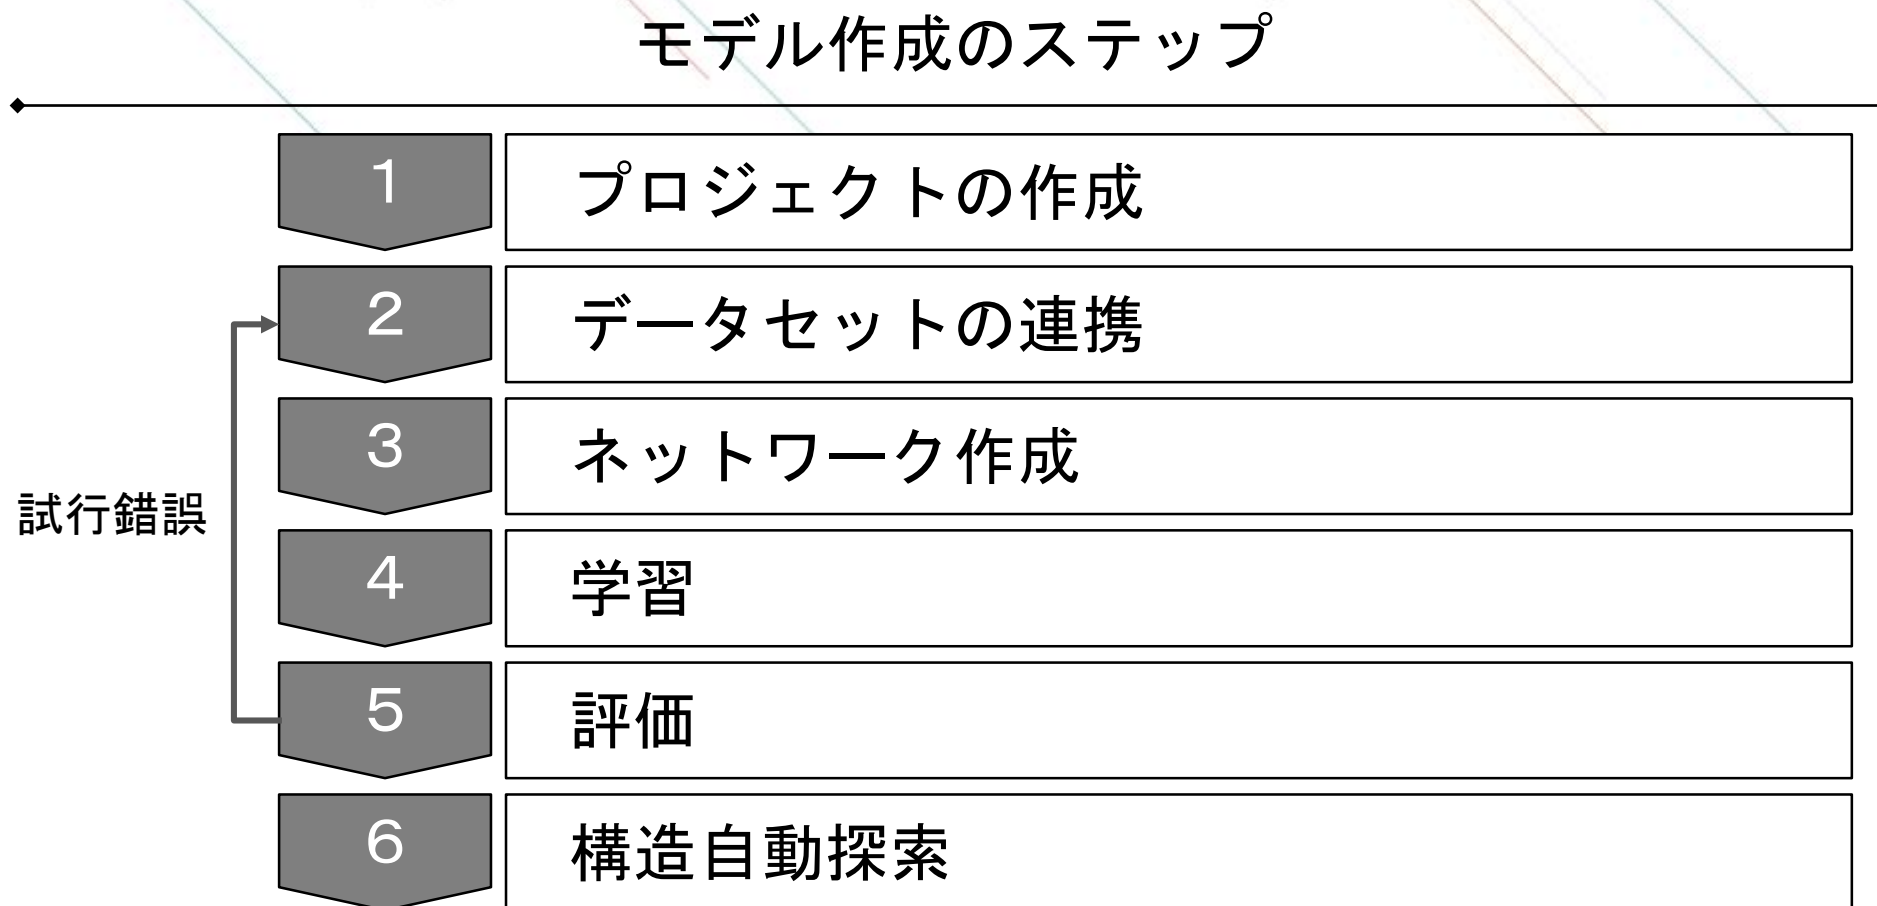 モデル作成のステップ
1
プロジェクトの作成
2
データセットの連携
3
ネットワーク作成
試行錯誤
4
学習
5
評価
6
構造自動探索